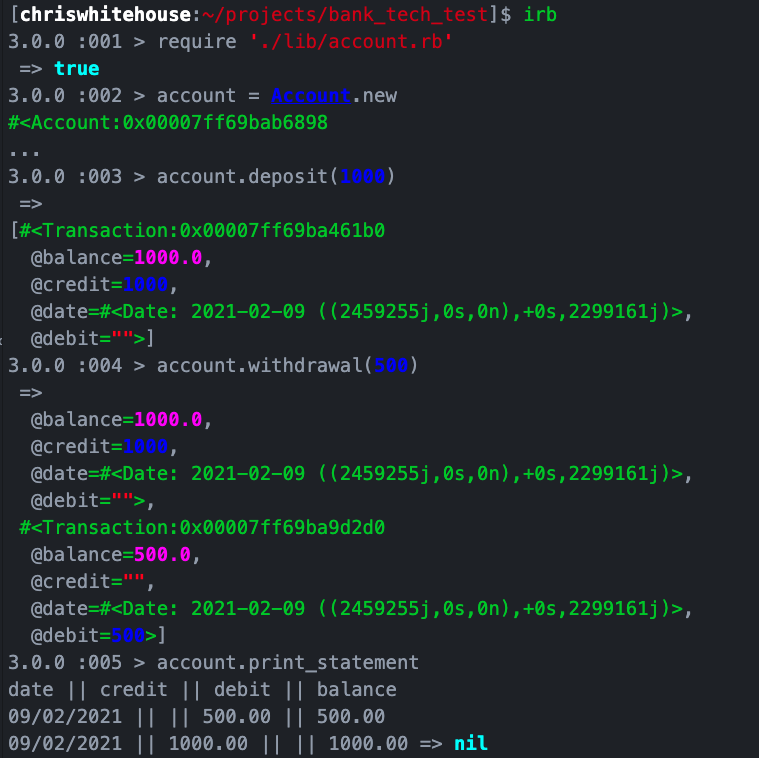 [chriswhitehouse:~/projects/bank_tech_test]$ irb
3.0.0 :001 > require './lib/account.rb'
 => true
3.0.0 :002 > account = Account.new
#<Account:0x00007ff69bab6898
...
3.0.0 :003 > account.deposit(1000)
 =>
[#<Transaction:0x00007ff69ba461b0
  @balance=1000.0,
  @credit=1000,
  @date=#<Date: 2021-02-09 ((2459255j,0s,0n),+0s,2299161j)>,
  @debit="">]
3.0.0 :004 > account.withdrawal(500)
 =>
  @balance=1000.0,
  @credit=1000,
  @date=#<Date: 2021-02-09 ((2459255j,0s,0n),+0s,2299161j)>,
  @debit="">,
 #<Transaction:0x00007ff69ba9d2d0
  @balance=500.0,
  @credit="",
  @date=#<Date: 2021-02-09 ((2459255j,0s,0n),+0s,2299161j)>,
  @debit=500>]
3.0.0 :005 > account.print_statement
date || credit || debit || balance
09/02/2021 || || 500.00 || 500.00
09/02/2021 || 1000.00 || || 1000.00 => nil